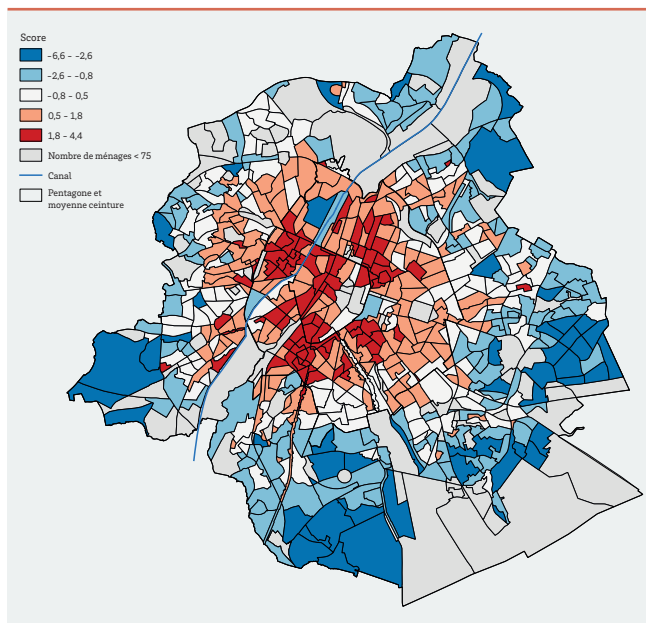 Score
-6,6 - -2,6
-2,6 - -0,8
-0,8 - 0,5
0,5 - 1,8
1,8 - 4,4
Nombre de ménages < 75
Canal
Pentagone et
moyenne ceinture